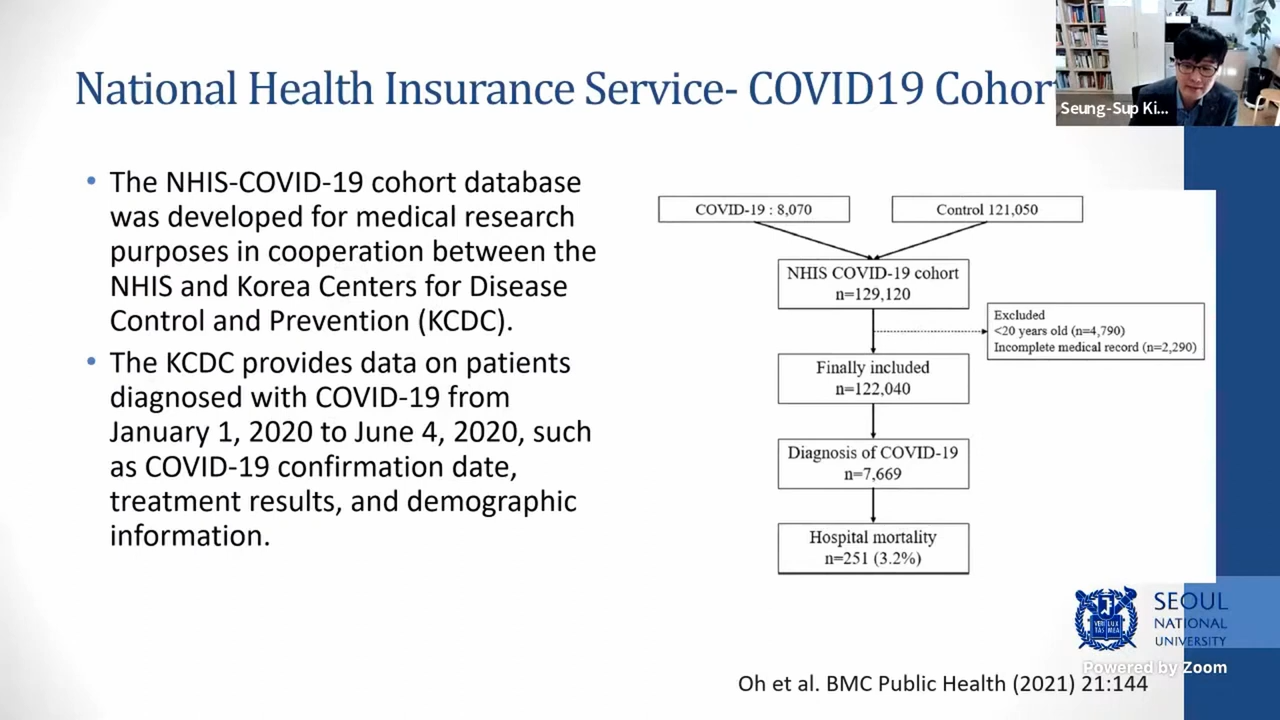 National Health Insurance Service- COVID19 Cohor
Seung-Sup Ki...
• The NHIS-COVID-19 cohort database
was developed for medical research
purposes in cooperation between the
NHIS and Korea Centers for Disease
Control and Prevention (KCDC).
• The KCDC provides data on patients
diagnosed with COVID-19 from
January 1, 2020 to June 4, 2020, such
as COVID-19 confirmation date,
treatment results, and demographic
information.
COVID-19 : 8,070
Control 121,050
NHIS COVID-19 cohort
n=129,120
Excluded
<20 years old (n=4,790)
Incomplete medical record (n=2,290)
Finally included
n=122,040
Diagnosis of COVID-19
n=7,669
Hospital mortality
n=251 (3.2%)
VERI LUX
TAS MEA
SEOUL
NATIONAL
UNIVERSITY
Powered by Zoom
Oh et al. BMC Public Health (2021) 21:144